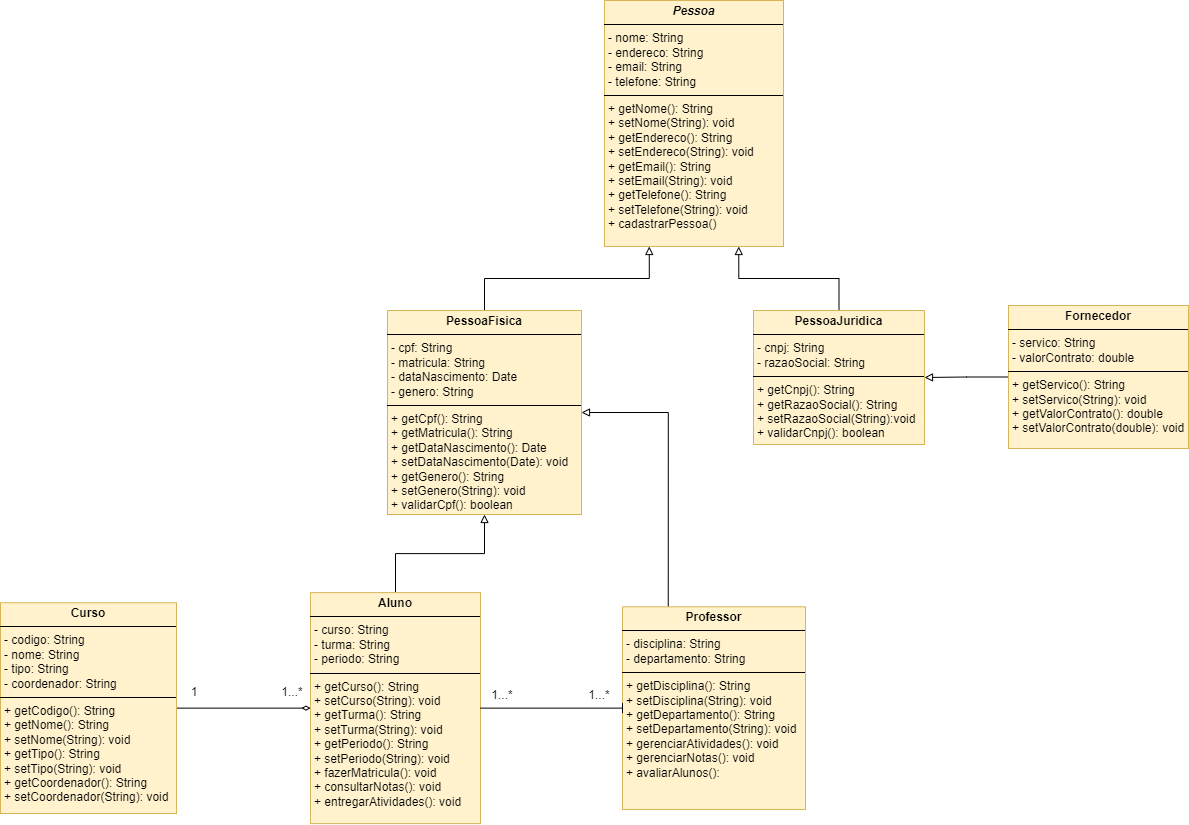 Pessoa
- nome: String
- endereco: String
- email: String
- telefone: String
+ getNome(): String
+ setNome(String): void
+ getEndereco(): String
+ setEndereco(String): void
+ getEmail(): String
+ setEmail(String): void
+ getTelefone(): String
+ setTelefone(String): void
+ cadastrarPessoa()
PessoaFisica
- cpf: String
- matricula: String
- dataNascimento: Date
- genero: String
+ getCpf(): String
+ getMatricula(): String
+ getDataNascimento(): Date
+ setDataNascimento(Date): void
+ getGenero(): String
+ setGenero(String): void
+ validarCpf(): boolean
PessoaJuridica
- cnpj: String
- razaoSocial: String
+ getCnpj(): String
+ getRazaoSocial(): String
+ setRazaoSocial(String):void
+ validarCnpj(): boolean
Fornecedor
- servico: String
- valorContrato: double
+ getServico(): String
+ setServico(String): void
+ getValorContrato(): double
+ setValorContrato(double): void
Curso
- codigo: String
- nome: String
- tipo: String
- coordenador: String
+ getCodigo(): String
+ getNome(): String
+ setNome(String): void
+ getTipo(): String
+ setTipo(String): void
+ getCoordenador(): String
+ setCoordenador(String): void
1
1...*
Aluno
- curso: String
- turma: String
- periodo: String
+ getCurso(): String
+ setCurso(String): void
+ getTurma(): String
+ setTurma(String): void
+ getPeriodo(): String
+ setPeriodo(String): void
+ fazerMatricula(): void
+ consultarNotas(): void
+ entregarAtividades(): void
1...*
1...*
Professor
- disciplina: String
- departamento: String
+ getDisciplina(): String
+ setDisciplina(String): void
+ getDepartamento(): String
+ setDepartamento(String): void
+ gerenciarAtividades(): void
+ gerenciarNotas(): void
+ avaliarAlunos():